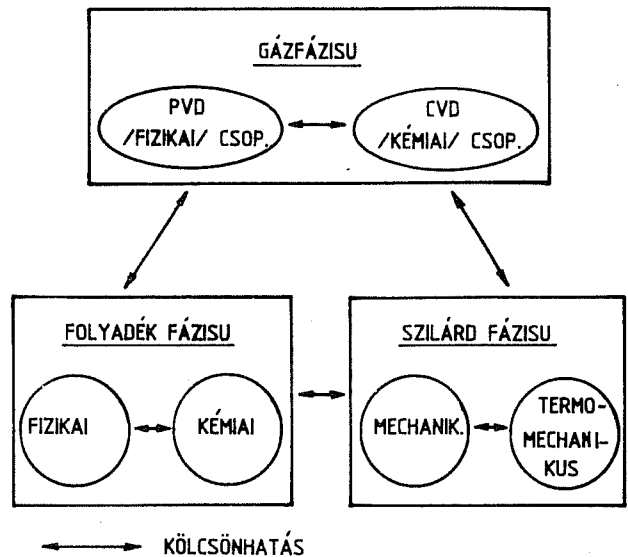 GÁZFÁZISU
PVD
/FIZIKAI/ CSOP.
CVD
/KÉMIAI/ CSOP.
FOLYADÉK FÁZISU
FIZIKAI
KÉMIAI
SZILÁRD FÁZISU
MECHANIK.
TERMO-
MECHANI-
KUS
KÖLCSÖNHATÁS